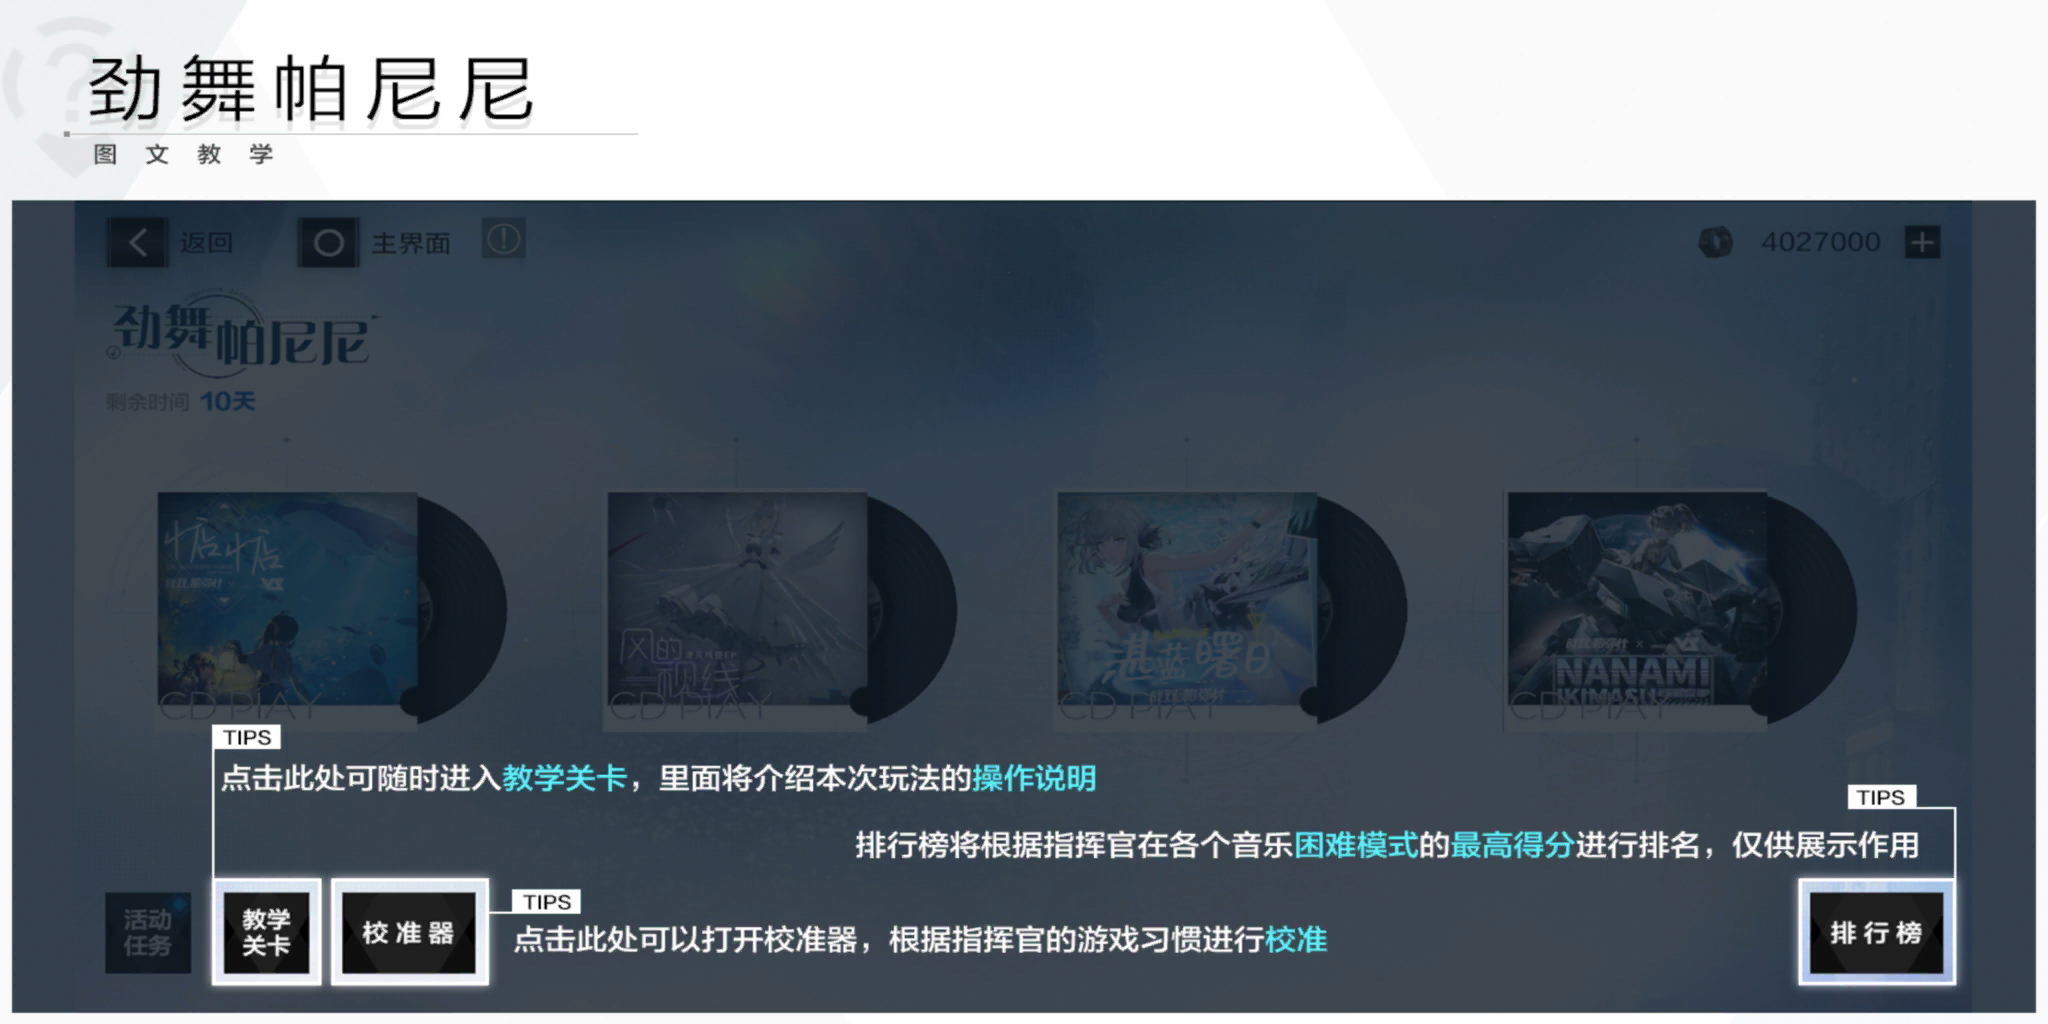 劲舞帕尼尼
图文教学
返回
主界面
4027000
劲舞帕尼尼
剩余时间 10天
悟悟
CD PLAY
风的
视线
CD PLAY
湛蓝曙日
CD PLAY
NANAMI
IKIMASU
CD PLAY
TIPS
点击此处可随时进入教学关卡，里面将介绍本次玩法的操作说明
TIPS
排行榜将根据指挥官在各个音乐困难模式的最高得分进行排名，仅供展示作用
活动
任务
教学
关卡
校准器
TIPS
点击此处可以打开校准器，根据指挥官的游戏习惯进行校准
排行榜